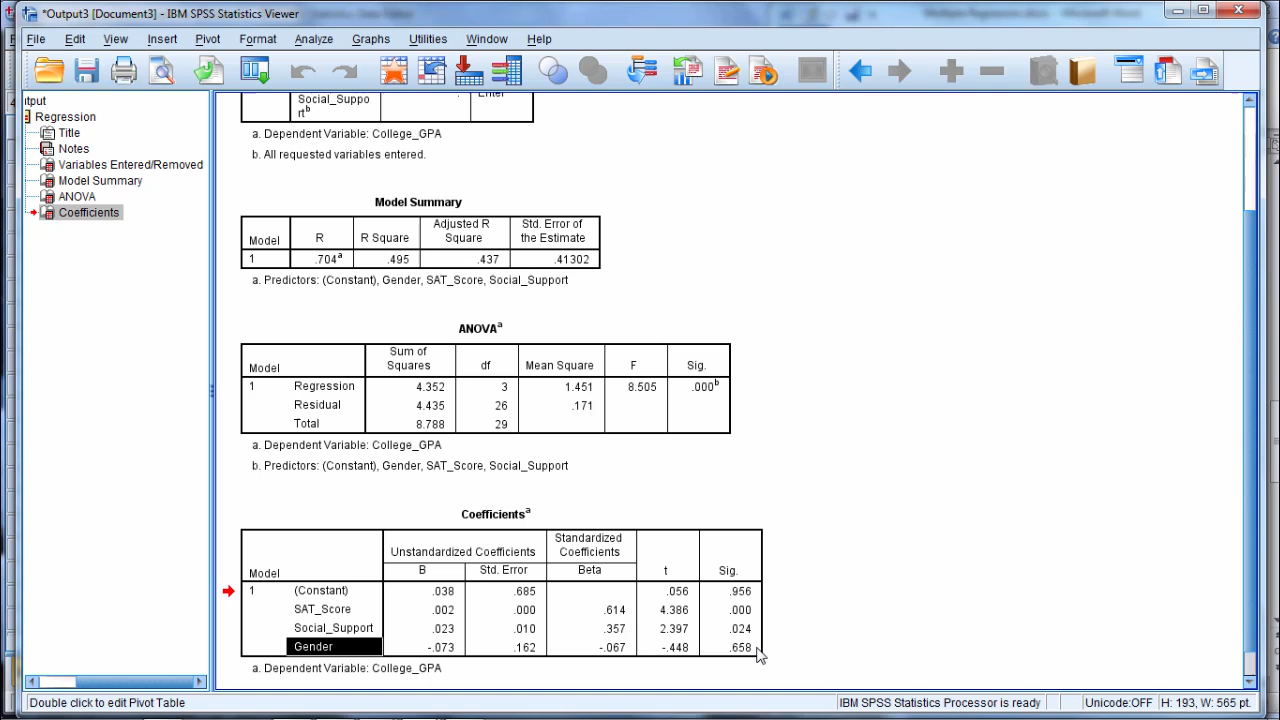 *Output3 [Document3] - IBM SPSS Statistics Viewer
File Edit View Insert Pivot Format Analyze Graphs Utilities Window Help
tput
Regression
Title
Notes
Variables Entered/Removed
Model Summary
ANOVA
Coefficients
Social_Suppo . Enter
rt b
a. Dependent Variable: College_GPA
b. All requested variables entered.
Model Summary
Model R R Square Adjusted R Square Std. Error of the Estimate
1 .704a .495 .437 .41302
a. Predictors: (Constant), Gender, SAT_Score, Social_Support
ANOVAa
Model Sum of Squares df Mean Square F Sig.
1 Regression 4.352 3 1.451 8.505 .000b
Residual 4.435 26 .171
Total 8.788 29
a. Dependent Variable: College_GPA
b. Predictors: (Constant), Gender, SAT_Score, Social_Support
Coefficientsa
Model Unstandardized Coefficients Standardized Coefficients t Sig.
B Std. Error Beta
1 (Constant) .038 .685 .056 .956
SAT_Score .002 .000 .614 4.386 .000
Social_Support .023 .010 .357 2.397 .024
Gender -.073 .162 -.067 -.448 .658
a. Dependent Variable: College_GPA
Double click to edit Pivot Table IBM SPSS Statistics Processor is ready Unicode:OFF H: 193, W: 565 pt.